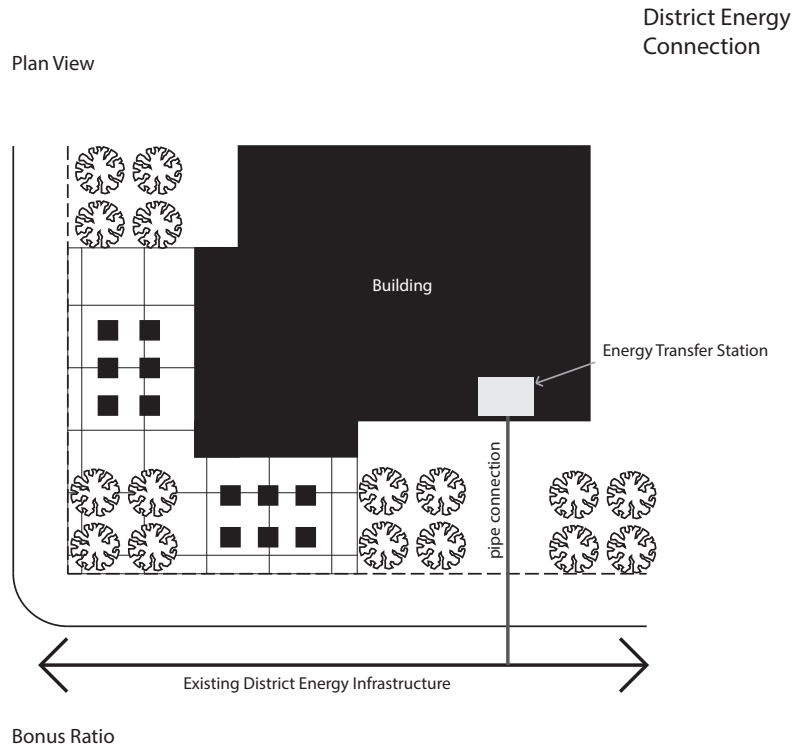 District Energy
Connection
Plan View
Building
Energy Transfer Station
pipe connection
Existing District Energy Infrastructure
Bonus Ratio